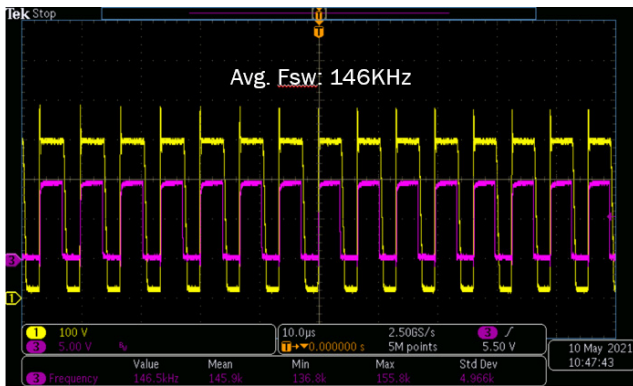 Tek Stop
T
T
Avg. Fsw: 146KHz
3
1
1 100 V
3 5.00 V
10.0µs 2.50GS/s 3
T→▼0.000000 s 5M points 5.50 V
10 May 2021
10:47:43
Value Mean Min Max Std Dev
3 Frequency 146.5kHz 145.9k 136.8k 155.8k 4.966k